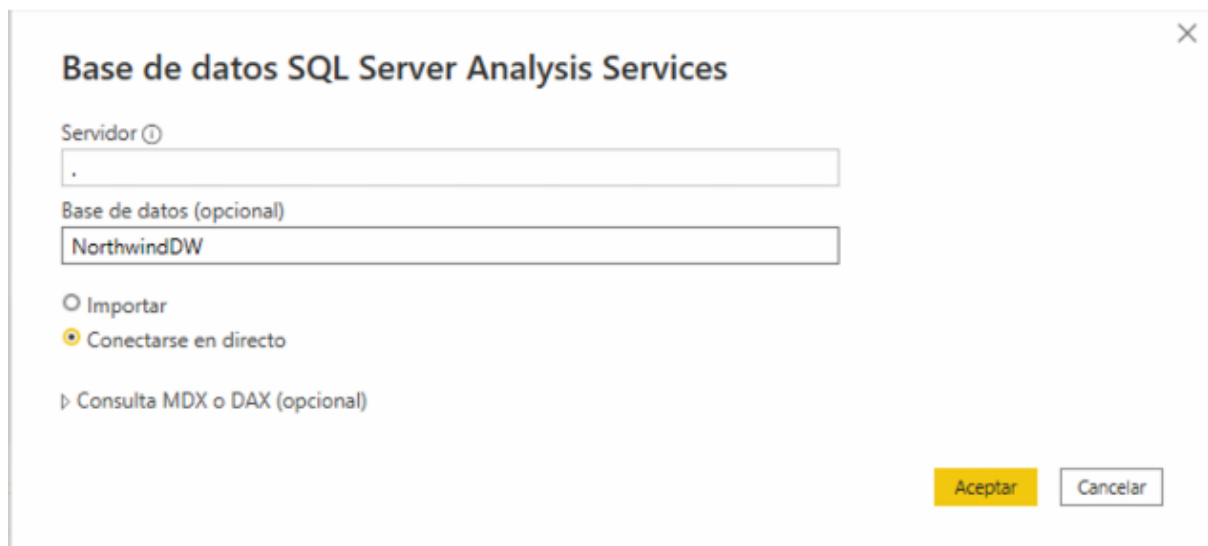 Base de datos SQL Server Analysis Services
Servidor
.
Base de datos (opcional)
NorthwindDW
Importar
Conectarse en directo
Consulta MDX o DAX (opcional)
Aceptar Cancelar